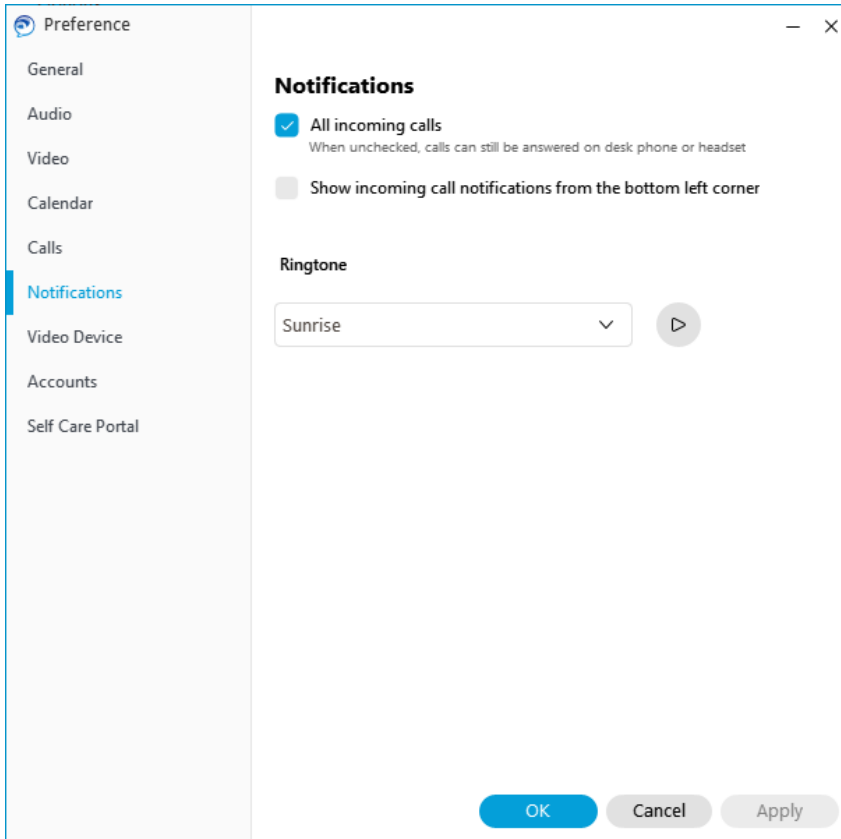 Preference
General
Audio
Video
Calendar
Calls
Notifications
Video Device
Accounts
Self Care Portal
Notifications
All incoming calls
When unchecked, calls can still be answered on desk phone or headset
Show incoming call notifications from the bottom left corner
Ringtone
Sunrise
OK Cancel Apply